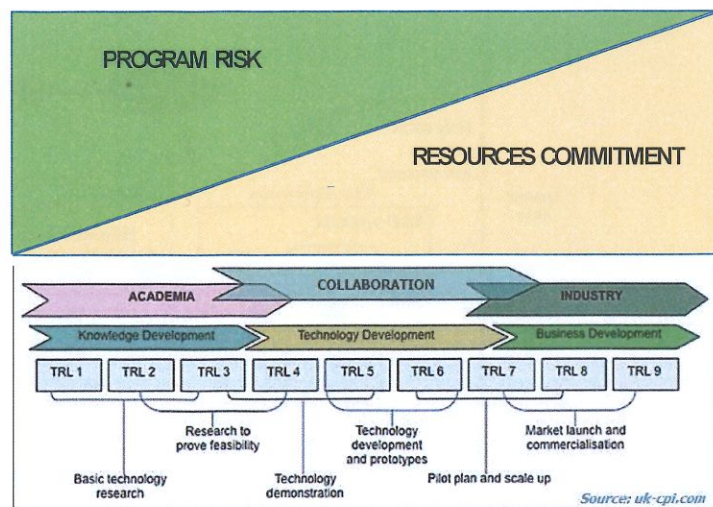 PROGRAM RISK
RESOURCES COMMITMENT
COLLABORATION
ACADEMIA
INDUSTRY
Knowledge Development
Technology Development
Business Development
TRL 1
TRL 2
TRL 3
TRL 4
TRL 5
TRL 6
TRL 7
TRL 8
TRL 9
Research to
prove feasibility
Technology
development
and prototypes
Market launch and
commercialisation
Basic technology
research
Technology
demonstration
Pilot plan and scale up
Source: uk-cpi.com